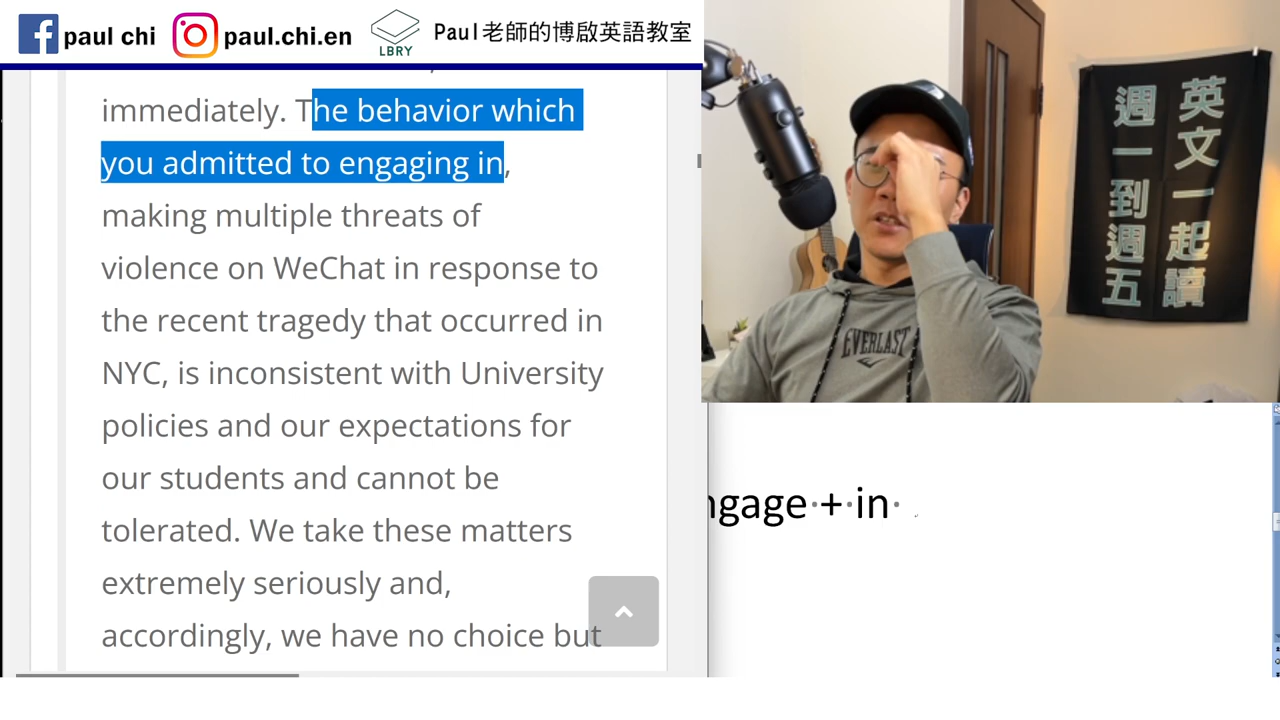 paul chi
paul.chi.en
LBRY
Paul老師的博啟英語教室
immediately. The behavior which
you admitted to engaging in,
making multiple threats of
violence on WeChat in response to
the recent tragedy that occurred in
NYC, is inconsistent with University
policies and our expectations for
our students and cannot be
tolerated. We take these matters
extremely seriously and,
accordingly, we have no choice but
EVERLAST
英文一起讀
週一到週五
ngage + in